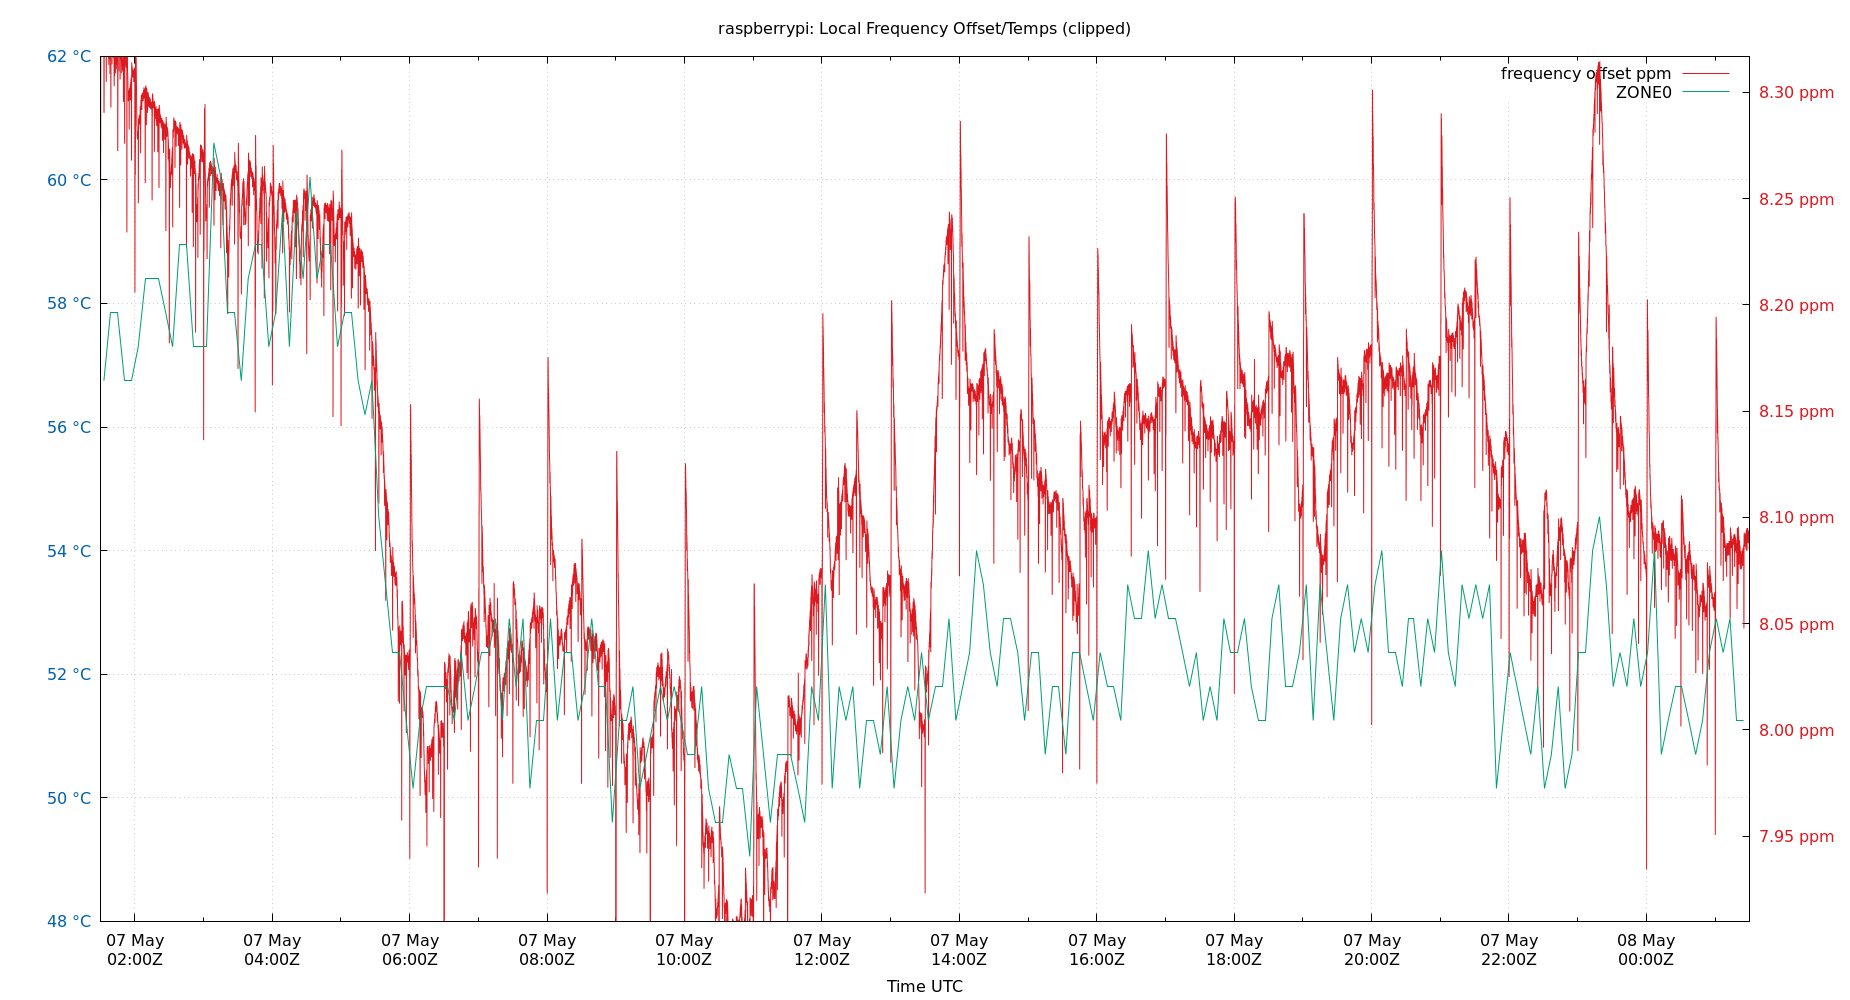 raspberrypi: Local Frequency Offset/Temps (clipped)
62 °C
60 °C
58 °C
56 °C
54 °C
52 °C
50 °C
48 °C
frequency offset ppm
ZONE0
8.30 ppm
8.25 ppm
8.20 ppm
8.15 ppm
8.10 ppm
8.05 ppm
8.00 ppm
7.95 ppm
07 May 07 May 07 May 07 May 07 May 07 May 07 May 07 May 07 May 07 May 07 May 08 May
02:00Z 04:00Z 06:00Z 08:00Z 10:00Z 12:00Z 14:00Z 16:00Z 18:00Z 20:00Z 22:00Z 00:00Z
Time UTC